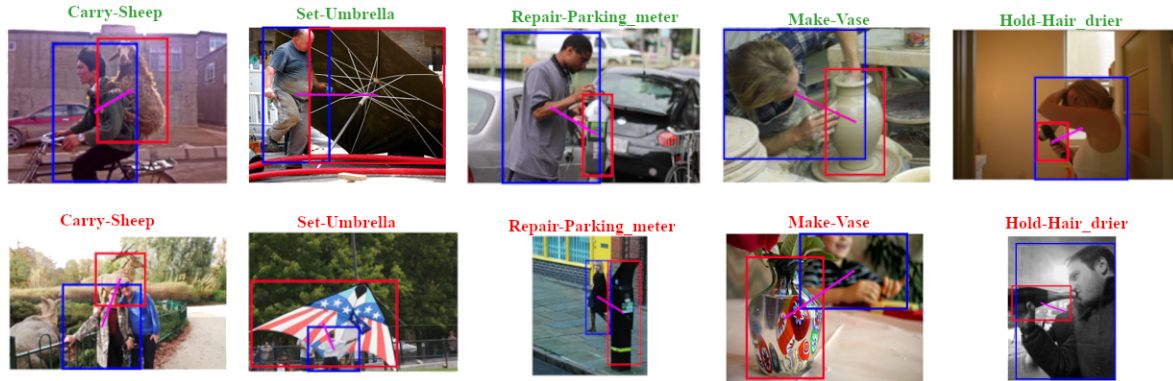 Carry-Sheep
Set-Umbrella
Repair-Parking_meter
Make-Vase
Hold-Hair_drier
Carry-Sheep
Set-Umbrella
Repair-Parking_meter
Make-Vase
Hold-Hair_drier